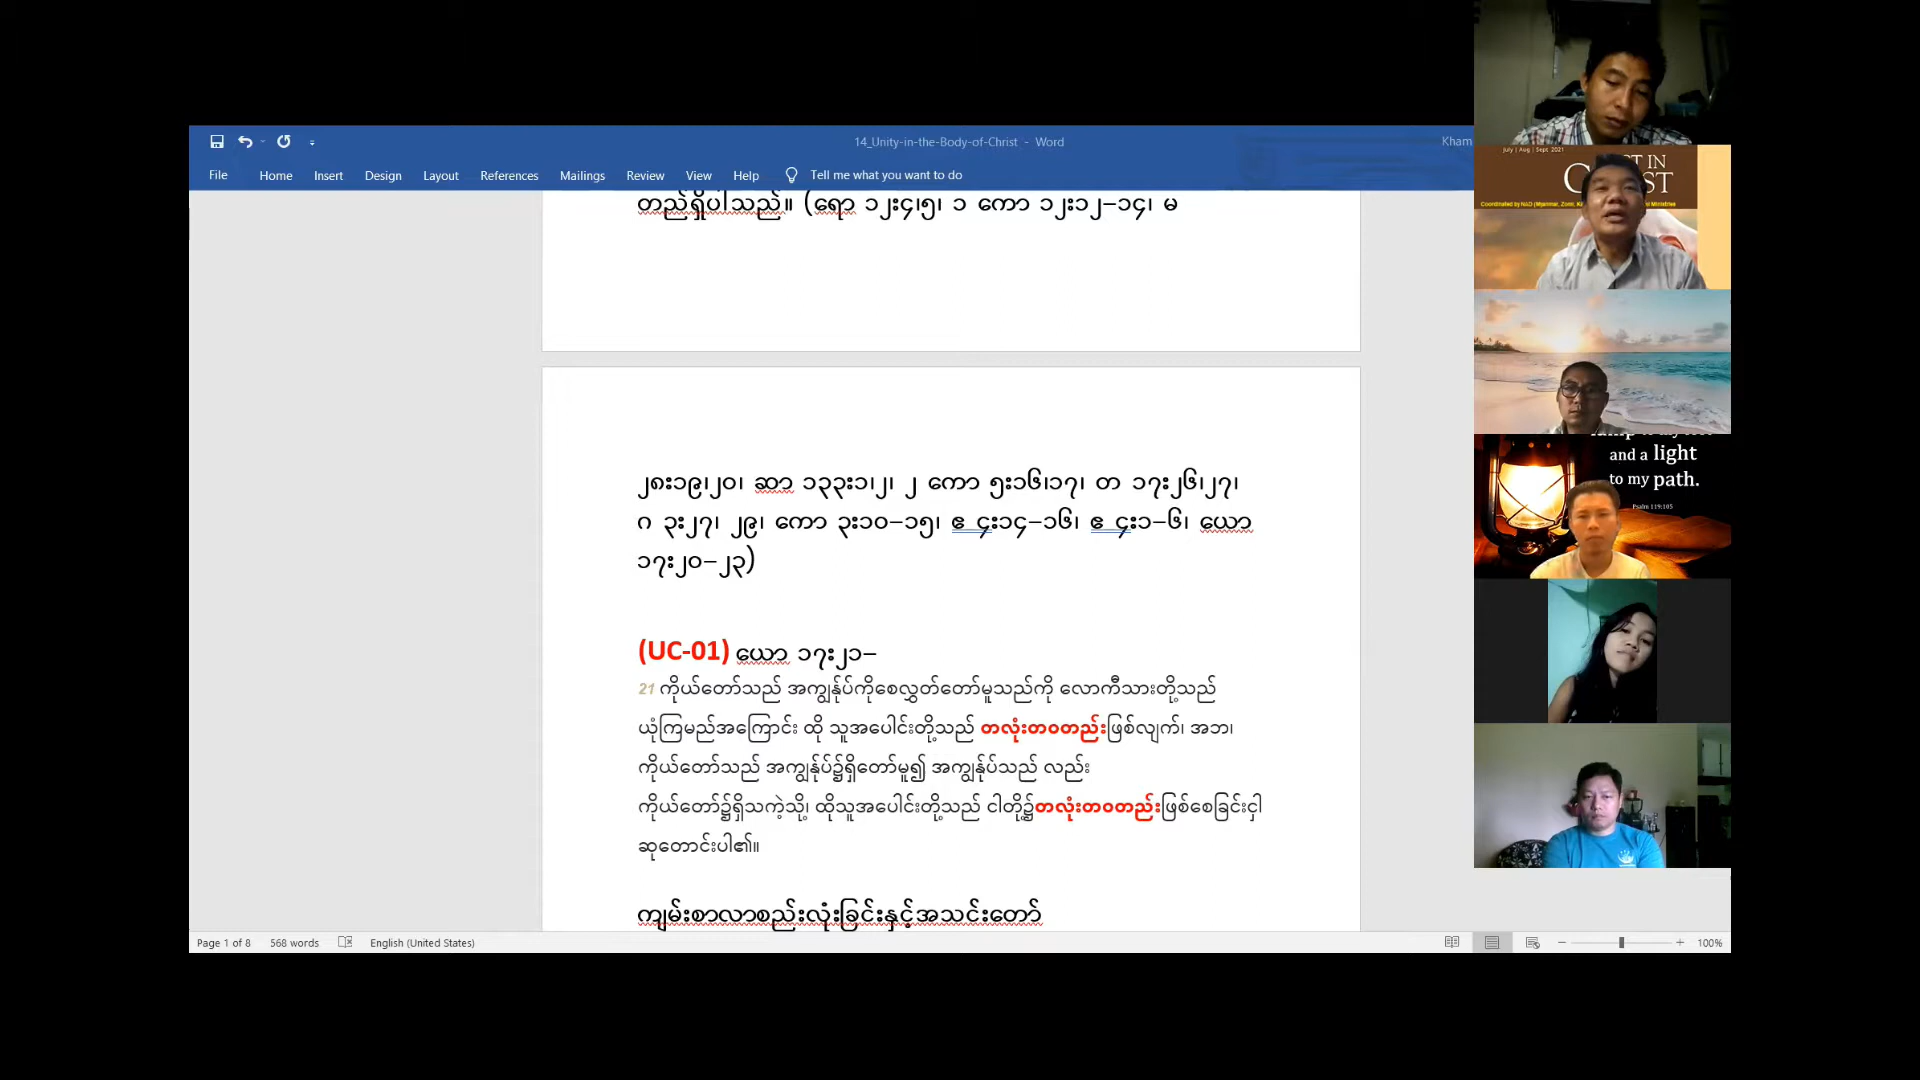 14_Unity-in-the-Body-of-Christ - Word
Kham
File Home Insert Design Layout References Mailings Review View Help Tell me what you want to do
တည်ရှိပါသည်။ (ရော ၁၂း၄၊၅၊ ၁ ကော ၁၂း၁၂–၁၄၊ မ
၂၈း၁၉၊၂၀၊ ဆာ ၁၃၃း၁၊၂၊ ၂ ကော ၅း၁၆၊၁၇၊ တ ၁၇း၂၆၊၂၇၊
ဂ ၃း၂၇၊ ၂၉၊ ကော ၃း၁၀–၁၅၊ ဧ ၄း၁၄–၁၆၊ ဧ ၄း၁–၆၊ ယော
၁၇း၂၀–၂၃)
(UC-01) ယော ၁၇း၂၁–
21 ကိုယ်တော်သည် အကျွန်ုပ်ကိုစေလွှတ်တော်မူသည်ကို လောကီသားတို့သည်
ယုံကြမည်အကြောင်း ထို သူအပေါင်းတို့သည် တလုံးတဝတည်းဖြစ်လျက်၊ အဘ၊
ကိုယ်တော်သည် အကျွန်ုပ်၌ရှိတော်မူ၍ အကျွန်ုပ်သည် လည်း
ကိုယ်တော်၌ရှိသကဲ့သို့၊ ထိုသူအပေါင်းတို့သည် ငါတို့၌တလုံးတဝတည်းဖြစ်စေခြင်းငှါ
ဆုတောင်းပါ၏။
ကျမ်းစာလာစည်းလုံးခြင်းနှင့်အသင်းတော်
Page 1 of 8 568 words English (United States) 100%
July | Aug | Sept 2021
and a light
to my path.
Psalm 119:105